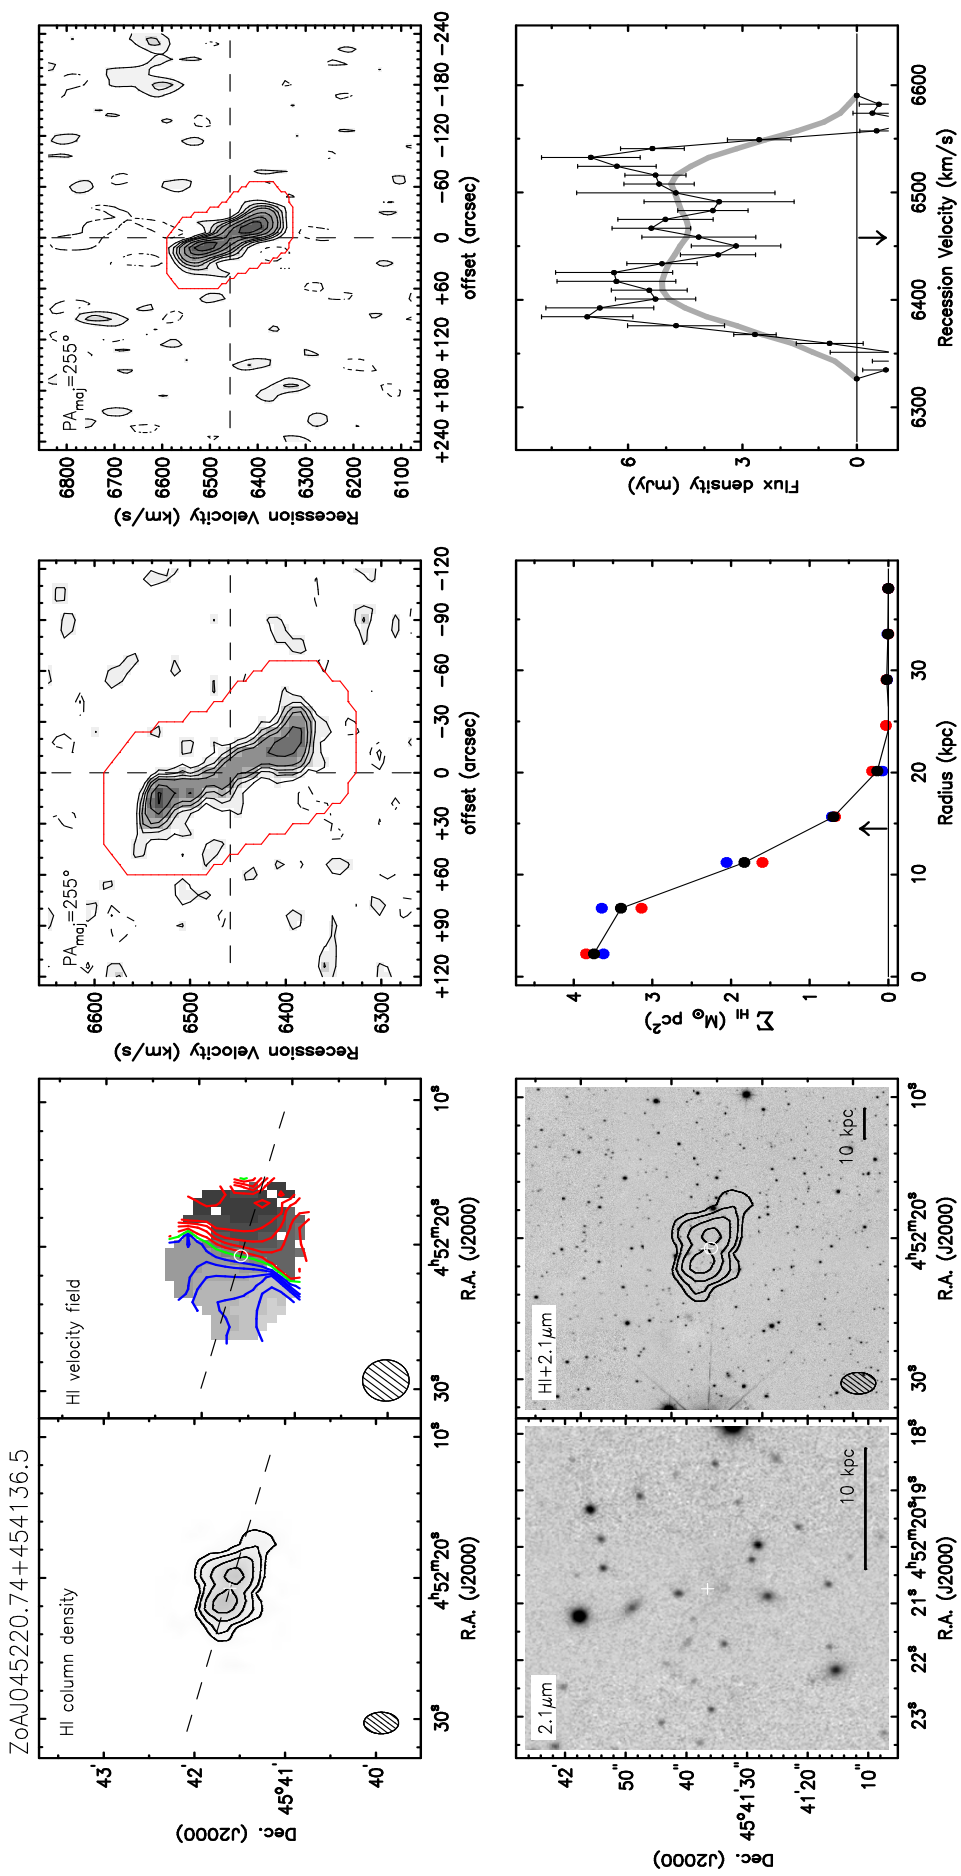 ZoAJ045220.74+454136.5
HI column density
43'
42'
45°41'
40'
Dec. (J2000)
30ˢ
4ʰ52ᵐ20ˢ
10ˢ
R.A. (J2000)
HI velocity field
30ˢ
4ʰ52ᵐ20ˢ
10ˢ
R.A. (J2000)
PAmaj=255°
6600
6500
6400
6300
Recession Velocity (km/s)
+120 +90 +60 +30 0 −30 −60 −90 −120
offset (arcsec)
PAmaj=255°
6800
6700
6600
6500
6400
6300
6200
6100
Recession Velocity (km/s)
+240 +180 +120 +60 0 −60 −120 −180 −240
offset (arcsec)
2.1μm
10 kpc
42'
50"
40"
45°41'30"
41'20"
10"
Dec. (J2000)
23ˢ 22ˢ 21ˢ 4ʰ52ᵐ20ˢ 19ˢ 18ˢ
R.A. (J2000)
HI+2.1μm
10 kpc
30ˢ
4ʰ52ᵐ20ˢ
10ˢ
R.A. (J2000)
4
3
2
1
0
Σ HI (M⊙ pc²)
0 10 20 30
Radius (kpc)
6
3
0
Flux density (mJy)
6300 6400 6500 6600
Recession Velocity (km/s)